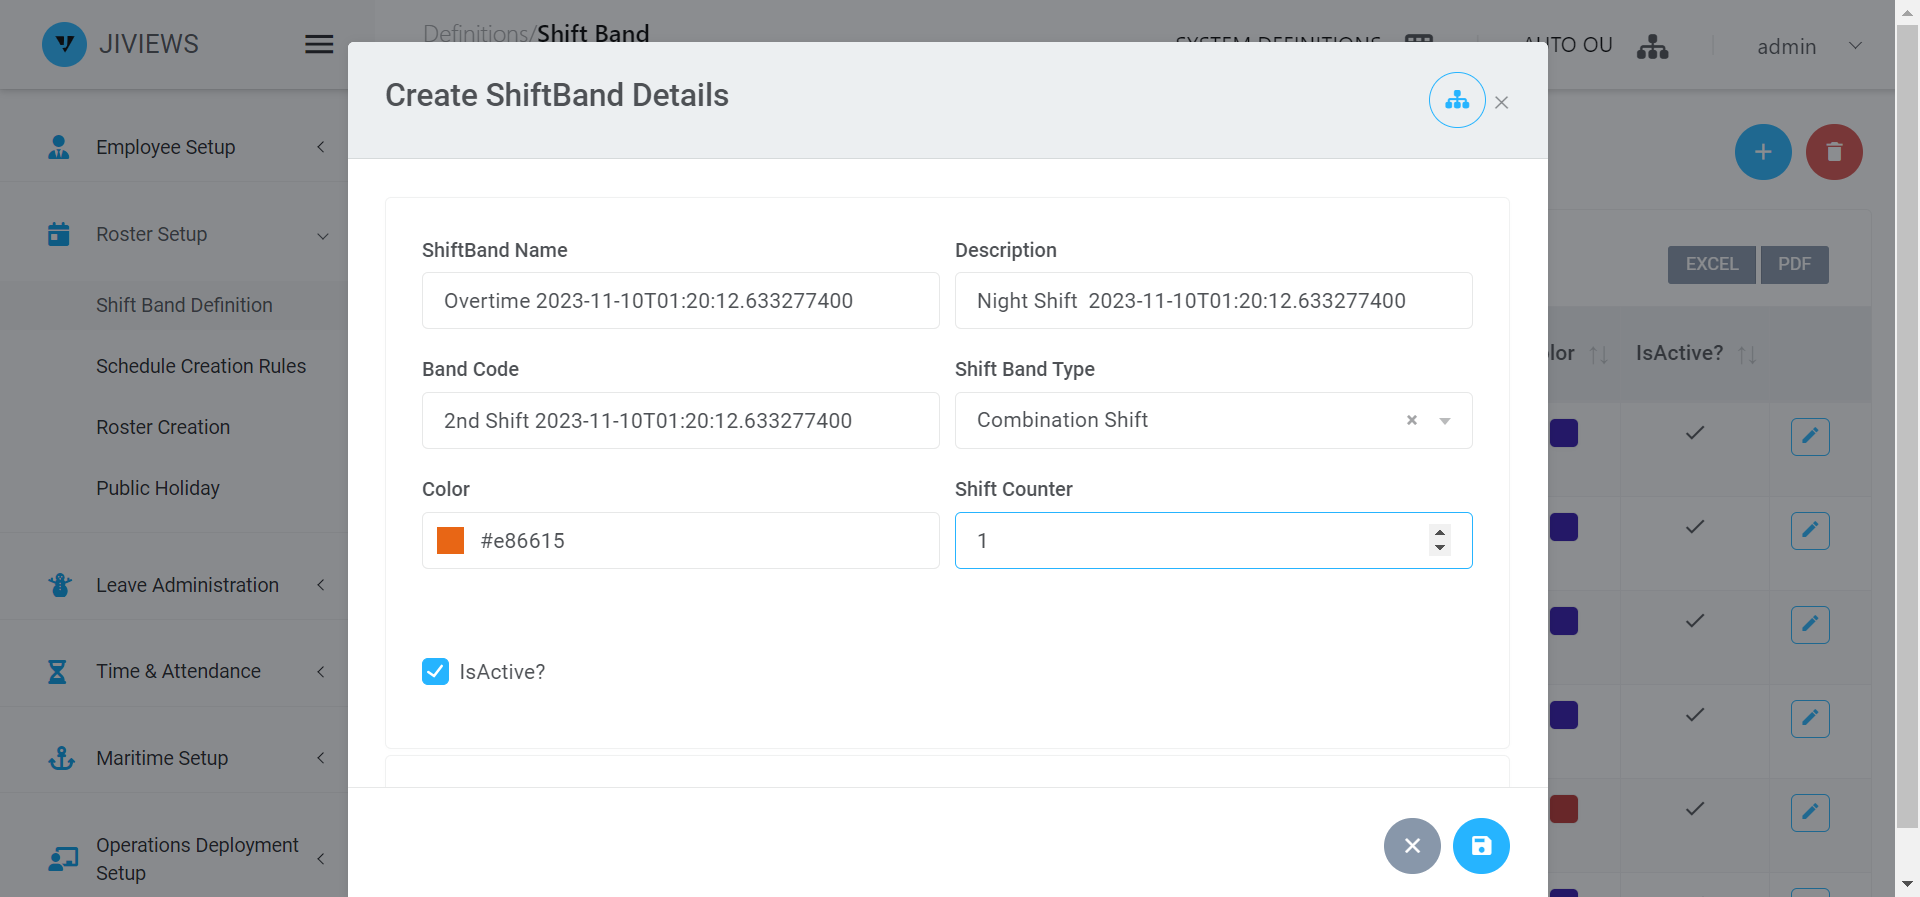 JIVIEWS
Definitions/Shift Band
SYSTEM DEFINITIONS
AUTO OU
admin
Create ShiftBand Details
Employee Setup
Roster Setup
Shift Band Definition
Schedule Creation Rules
Roster Creation
Public Holiday
Leave Administration
Time & Attendance
Maritime Setup
Operations Deployment
Setup
ShiftBand Name
Description
Overtime 2023-11-10T01:20:12.633277400
Night Shift 2023-11-10T01:20:12.633277400
Band Code
Shift Band Type
2nd Shift 2023-11-10T01:20:12.633277400
Combination Shift
Color
Shift Counter
#e86615
1
IsActive?
EXCEL
PDF
lor
IsActive?